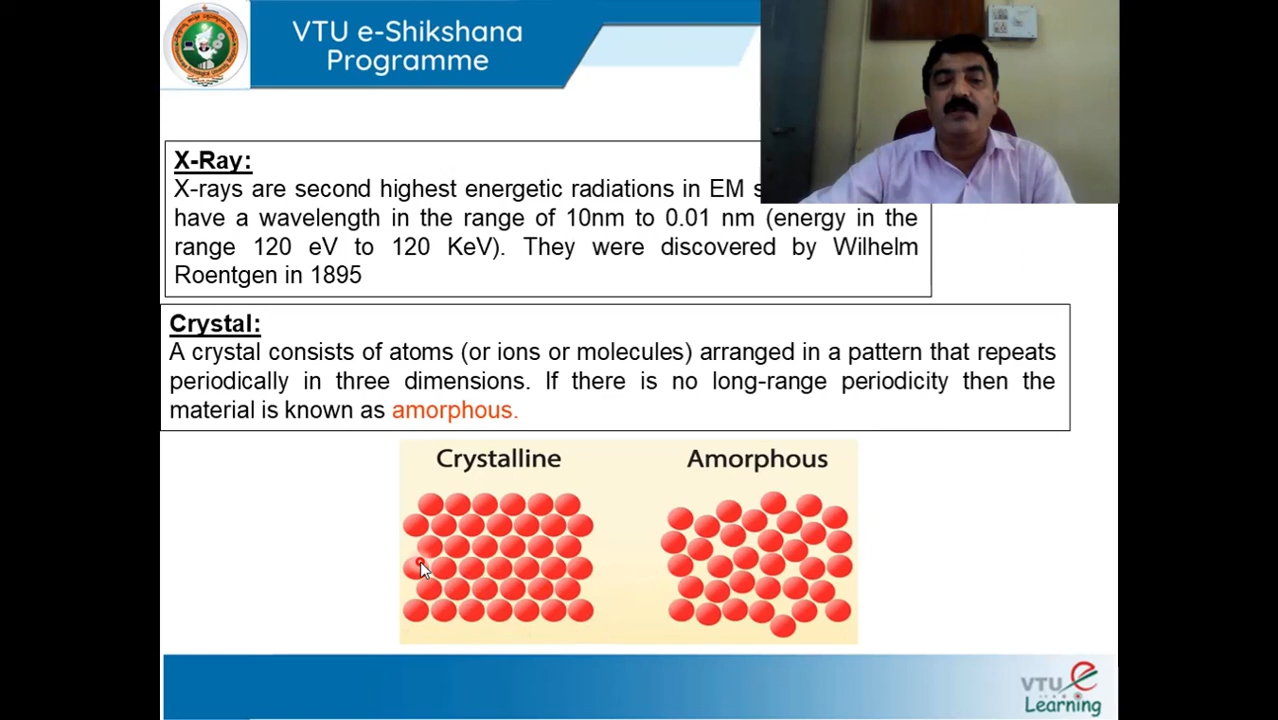 VTU e-Shikshana
Programme
X-Ray:
X-rays are second highest energetic radiations in EM
have a wavelength in the range of 10nm to 0.01 nm (energy in the
range 120 eV to 120 KeV). They were discovered by Wilhelm
Roentgen in 1895
Crystal:
A crystal consists of atoms (or ions or molecules) arranged in a pattern that repeats
periodically in three dimensions. If there is no long-range periodicity then the
material is known as amorphous.
Crystalline
Amorphous
VTU e
Learning